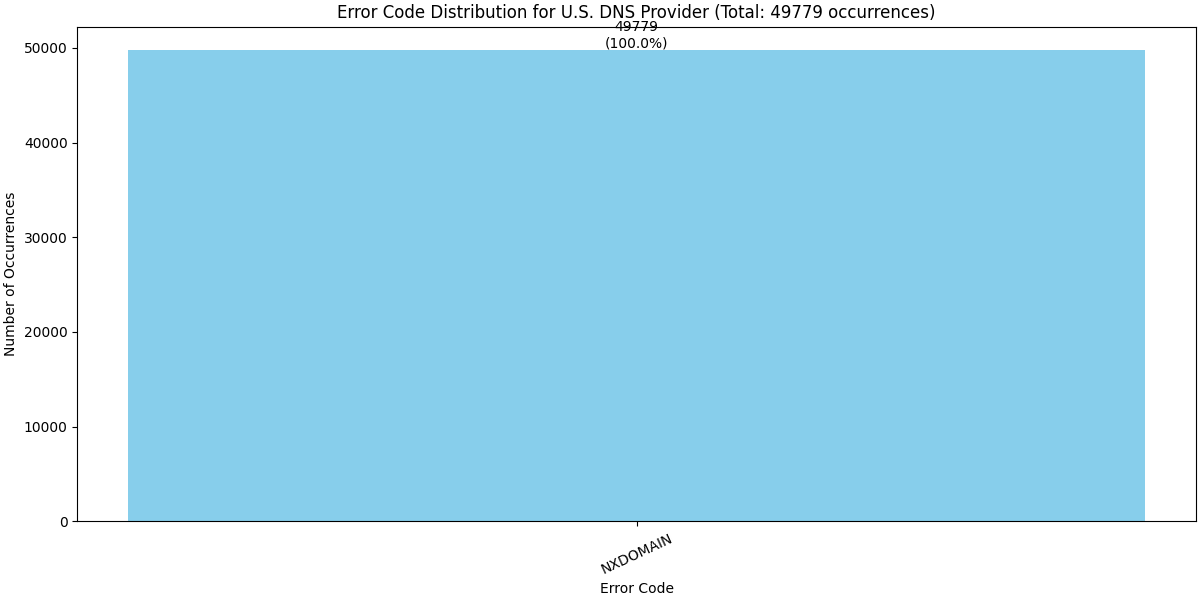 Error Code Distribution for U.S. DNS Provider (Total: 49779 occurrences)
49779
(100.0%)
50000
40000
30000
20000
10000
0
Number of Occurrences
NXDOMAIN
Error Code